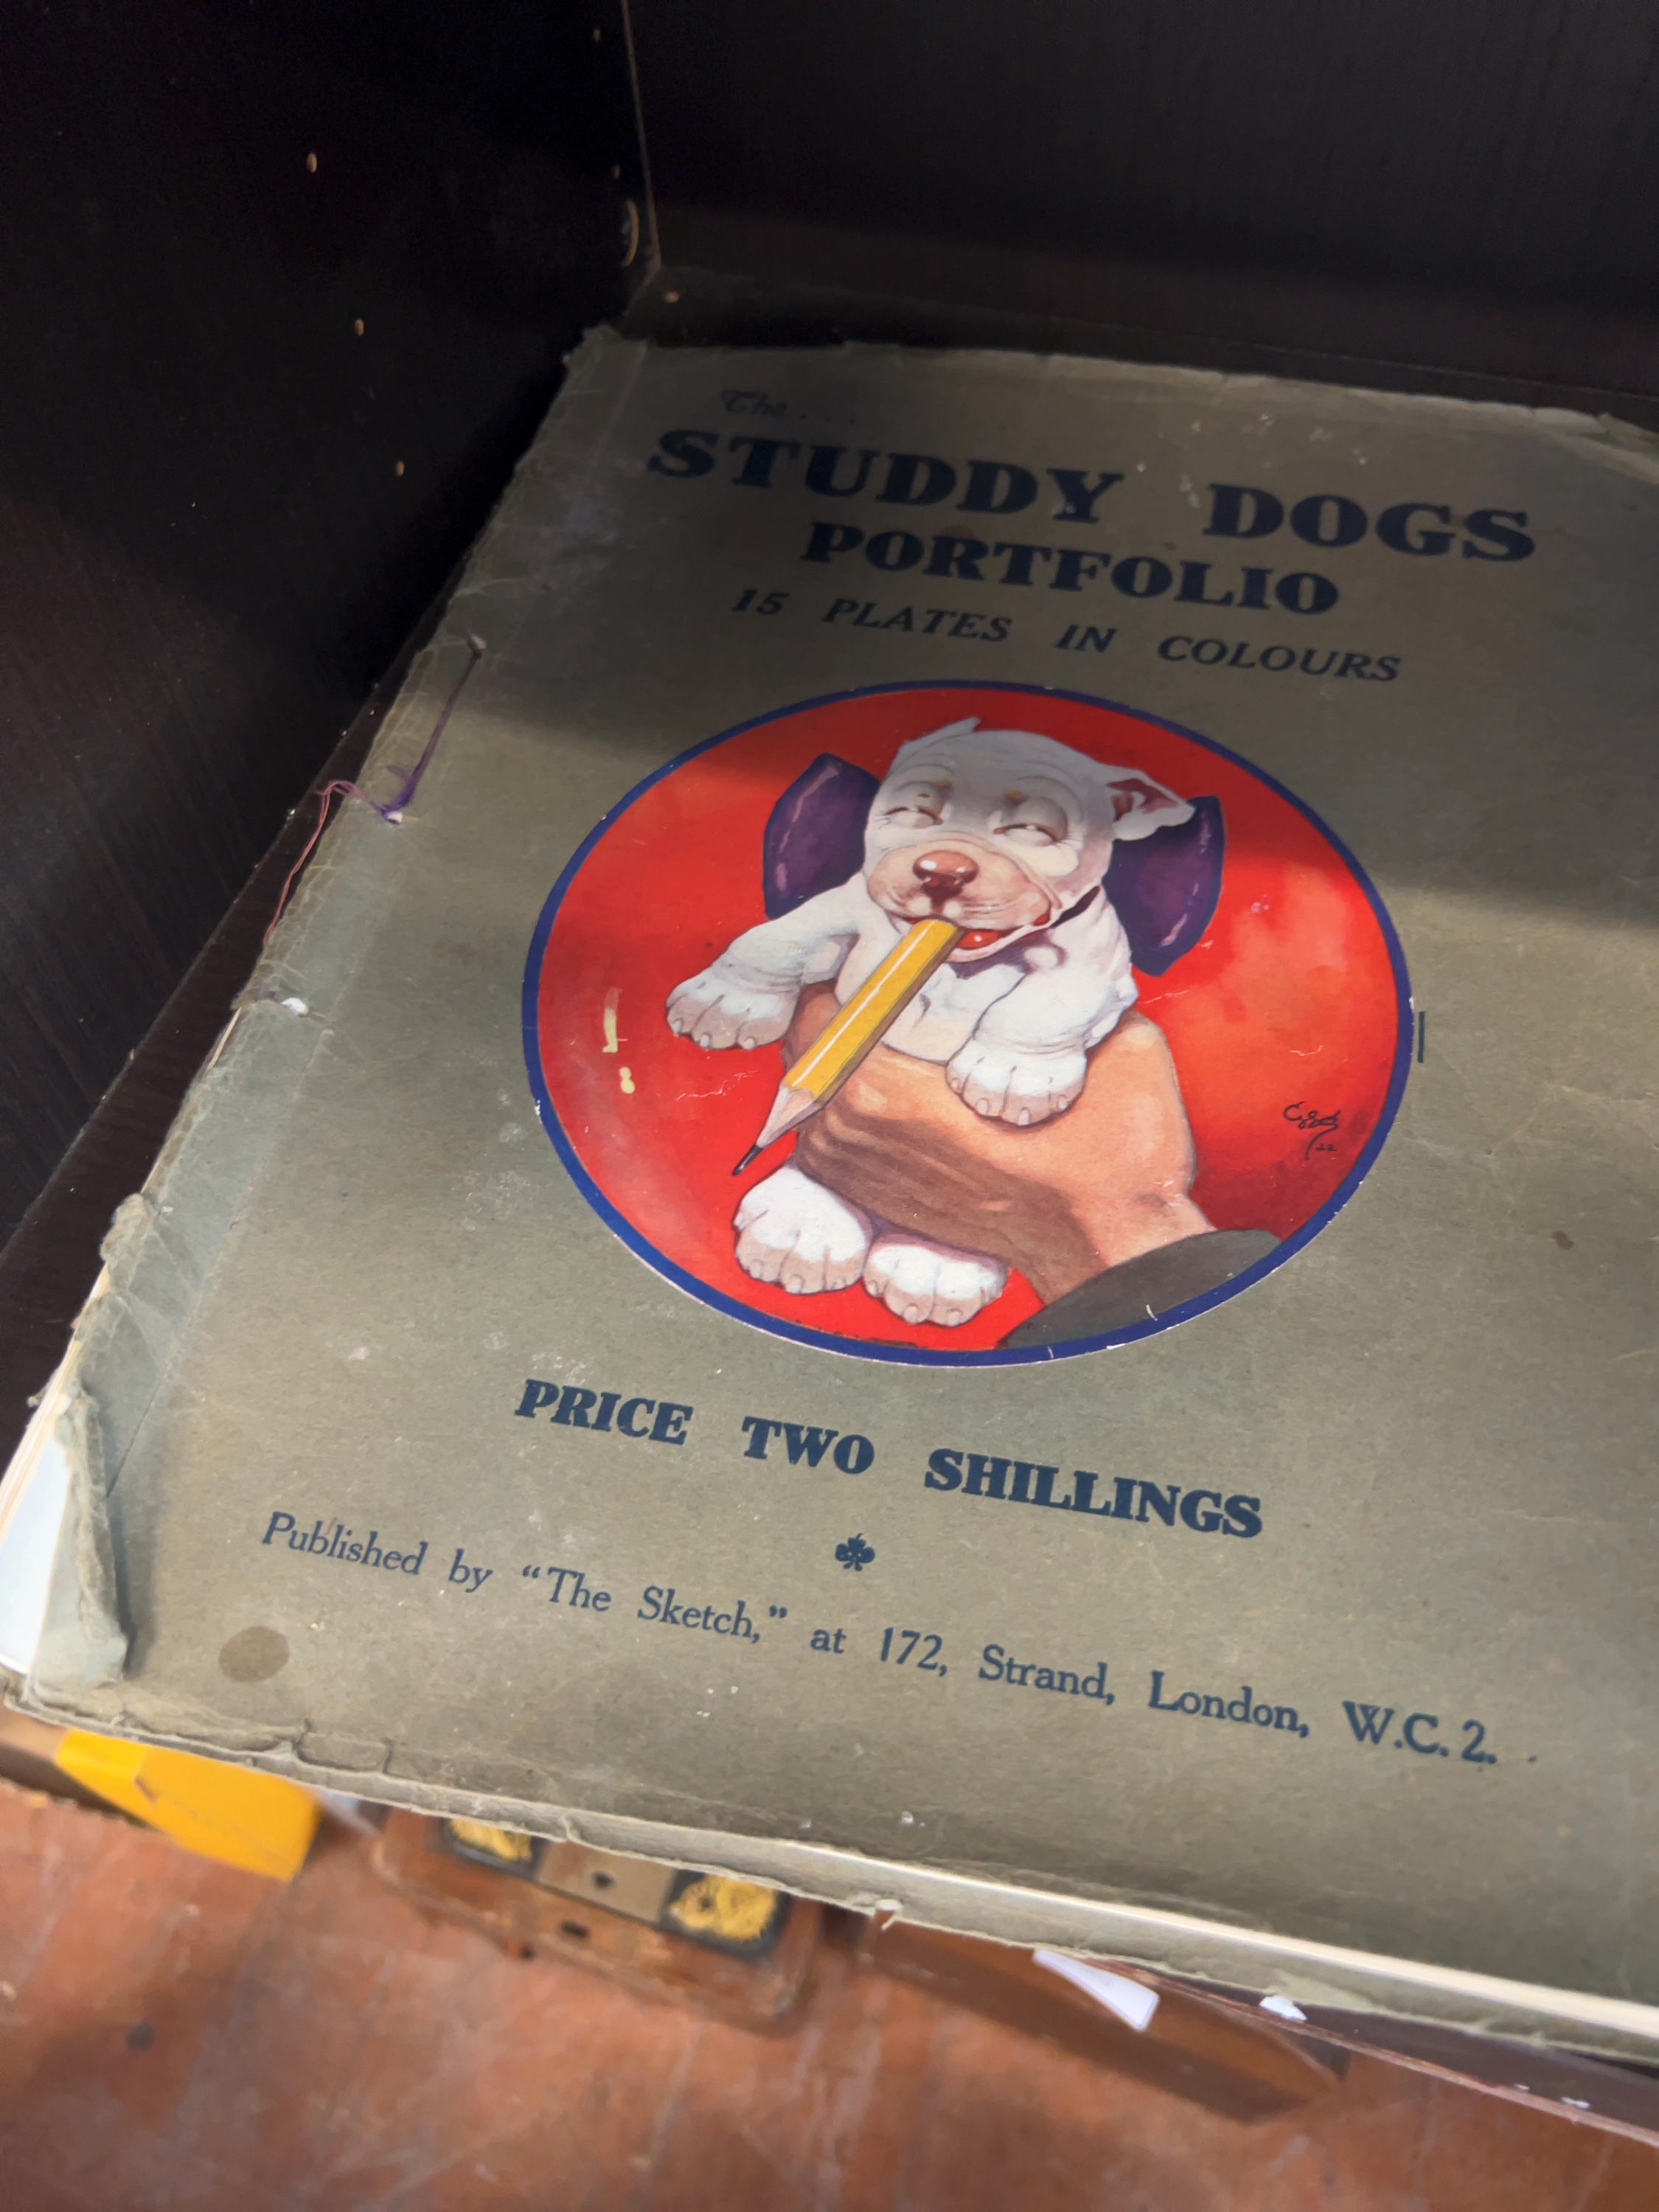 The....
STUDDY DOGS
PORTFOLIO
15 PLATES IN COLOURS
!
PRICE TWO SHILLINGS
Published by "The Sketch," at 172, Strand, London, W.C.2.